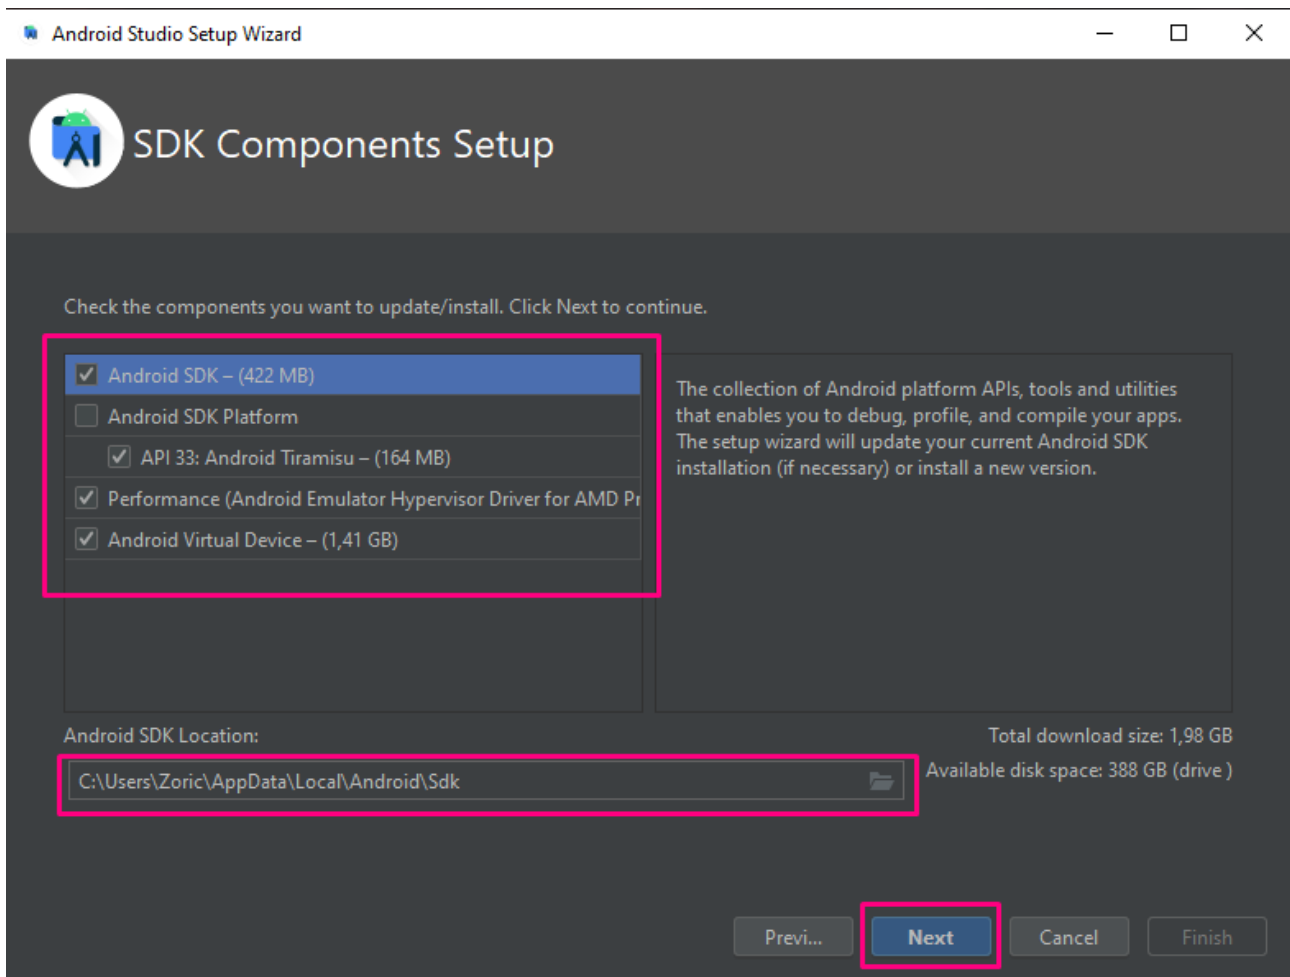 Android Studio Setup Wizard
SDK Components Setup
Check the components you want to update/install. Click Next to continue.
Android SDK – (422 MB)
Android SDK Platform
API 33: Android Tiramisu – (164 MB)
Performance (Android Emulator Hypervisor Driver for AMD Pr
Android Virtual Device – (1,41 GB)
The collection of Android platform APIs, tools and utilities
that enables you to debug, profile, and compile your apps.
The setup wizard will update your current Android SDK
installation (if necessary) or install a new version.
Android SDK Location:
Total download size: 1,98 GB
C:\Users\Zoric\AppData\Local\Android\Sdk
Available disk space: 388 GB (drive )
Previ...
Next
Cancel
Finish